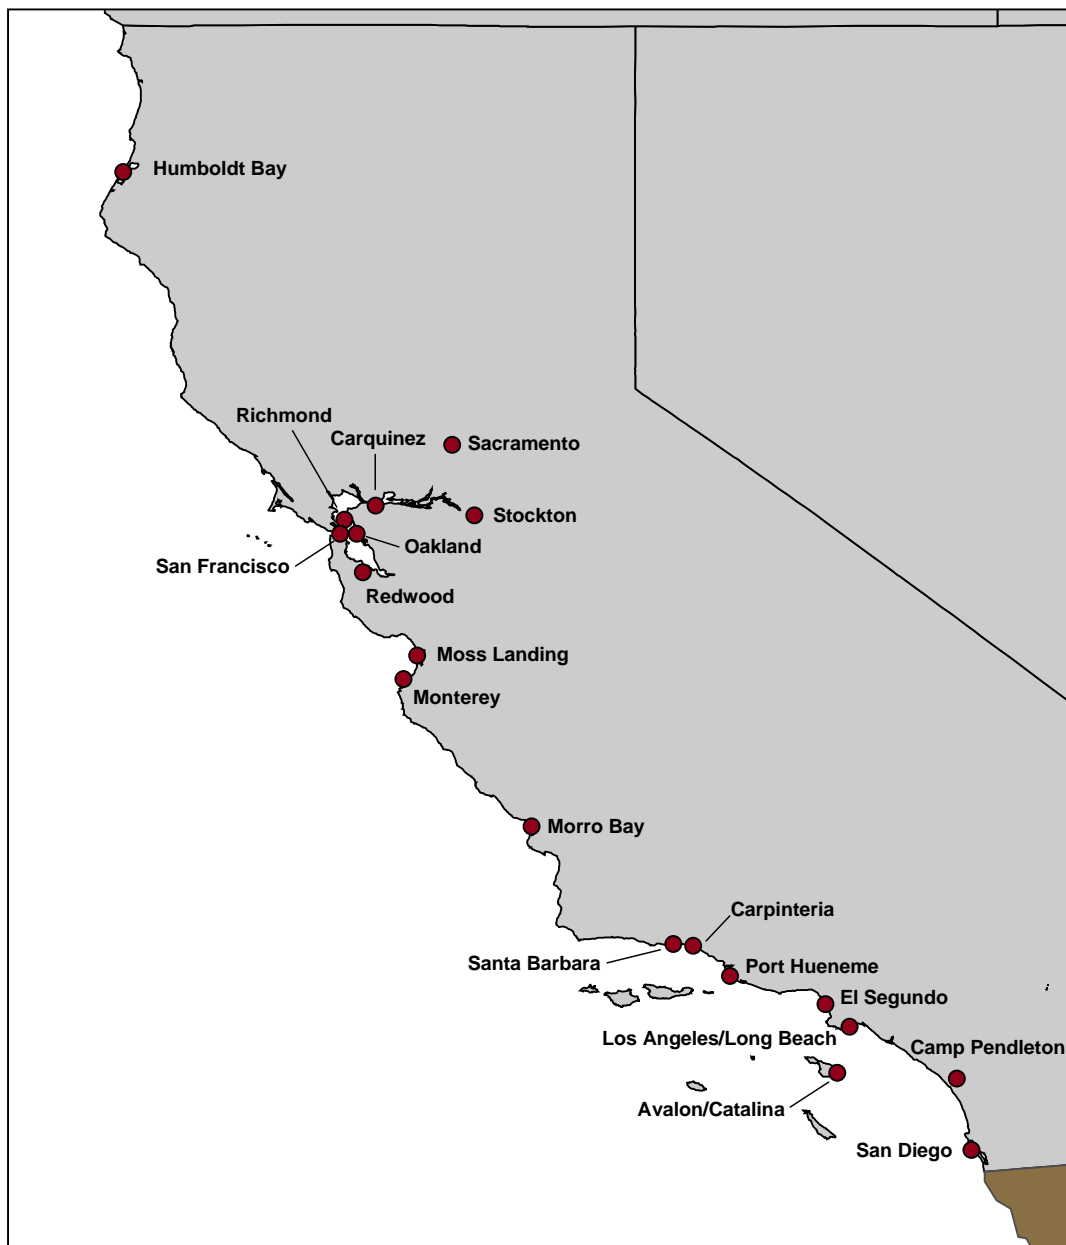 Humboldt Bay
Richmond
Carquinez
Sacramento
Stockton
Oakland
San Francisco
Redwood
Moss Landing
Monterey
Morro Bay
Carpinteria
Santa Barbara
Port Hueneme
El Segundo
Los Angeles/Long Beach
Camp Pendleton
Avalon/Catalina
San Diego